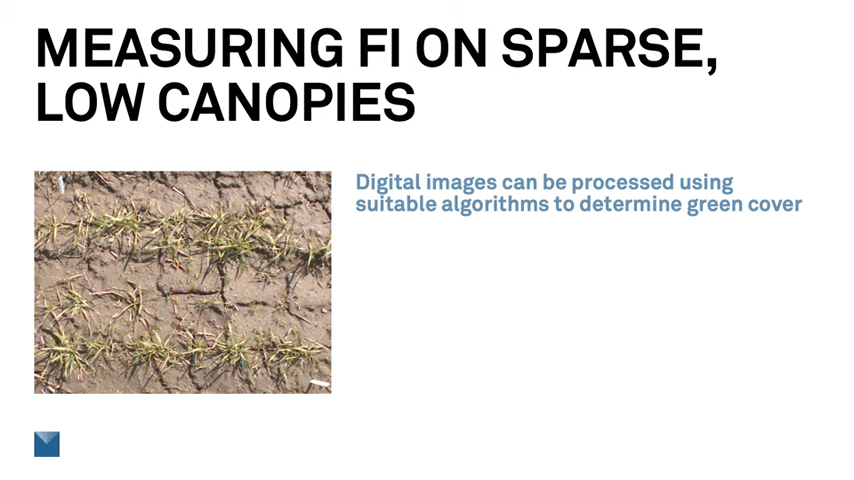 MEASURING FI ON SPARSE,
LOW CANOPIES
Digital images can be processed using
suitable algorithms to determine green cover